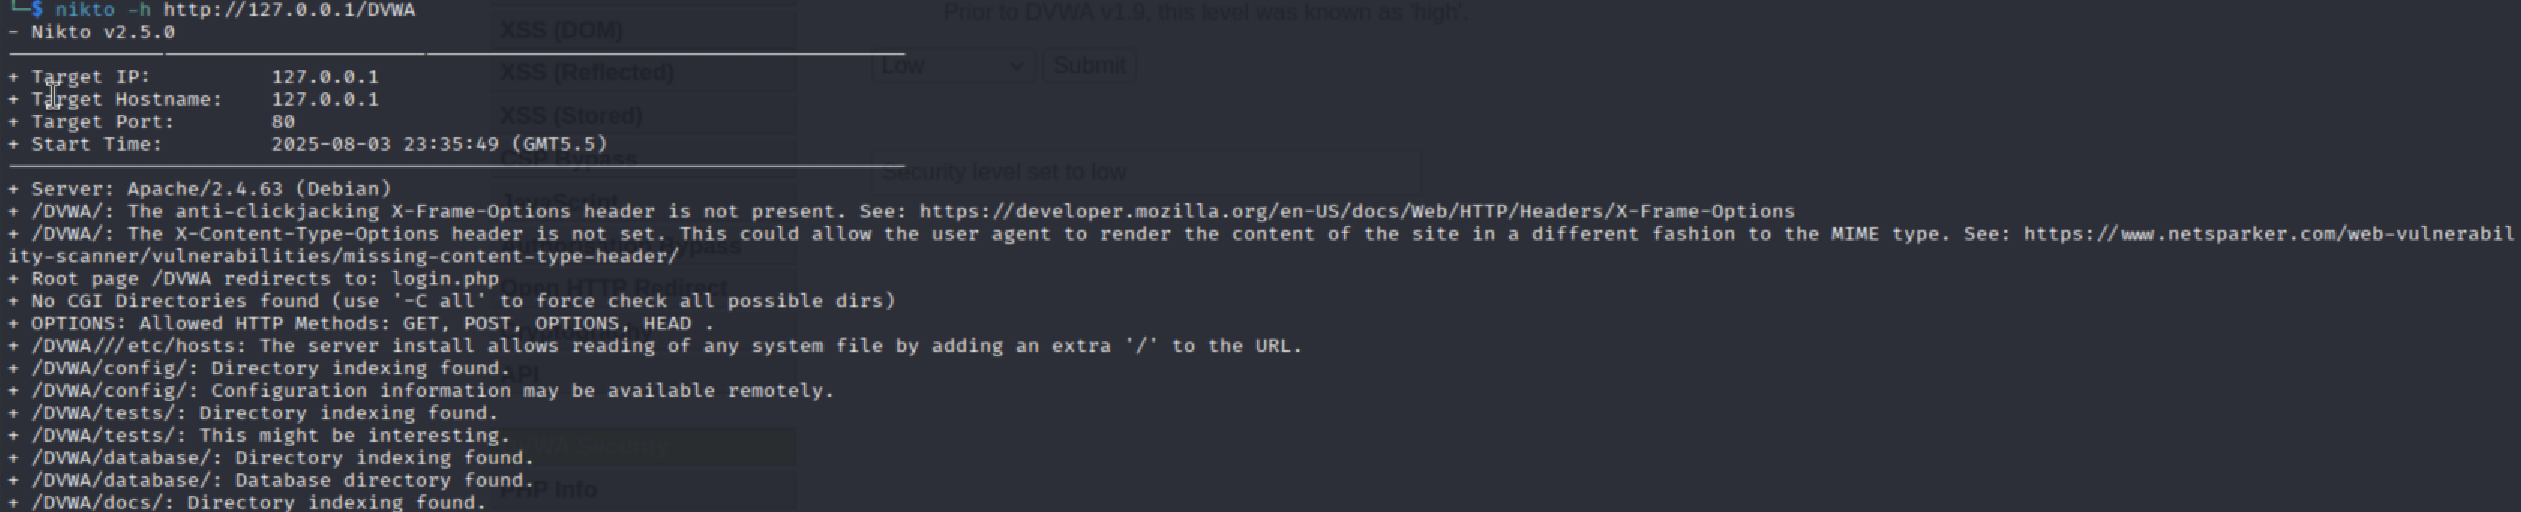 └─$ nikto -h http://127.0.0.1/DVWA
- Nikto v2.5.0
+ Target IP: 127.0.0.1
+ Target Hostname: 127.0.0.1
+ Target Port: 80
+ Start Time: 2025-08-03 23:35:49 (GMT5.5)
+ Server: Apache/2.4.63 (Debian)
+ /DVWA/: The anti-clickjacking X-Frame-Options header is not present. See: https://developer.mozilla.org/en-US/docs/Web/HTTP/Headers/X-Frame-Options
+ /DVWA/: The X-Content-Type-Options header is not set. This could allow the user agent to render the content of the site in a different fashion to the MIME type. See: https://www.netsparker.com/web-vulnerabil
ity-scanner/vulnerabilities/missing-content-type-header/
+ Root page /DVWA redirects to: login.php
+ No CGI Directories found (use '-C all' to force check all possible dirs)
+ OPTIONS: Allowed HTTP Methods: GET, POST, OPTIONS, HEAD .
+ /DVWA///etc/hosts: The server install allows reading of any system file by adding an extra '/' to the URL.
+ /DVWA/config/: Directory indexing found.
+ /DVWA/config/: Configuration information may be available remotely.
+ /DVWA/tests/: Directory indexing found.
+ /DVWA/tests/: This might be interesting.
+ /DVWA/database/: Directory indexing found.
+ /DVWA/database/: Database directory found.
+ /DVWA/docs/: Directory indexing found.
Prior to DVWA v1.9, this level was known as 'high'.
XSS (DOM)
XSS (Reflected)
Low
Submit
XSS (Stored)
CSP Bypass
Security level set to low
JavaScript
Bypass
Open HTTP Redirect
API
Security
PHP Info